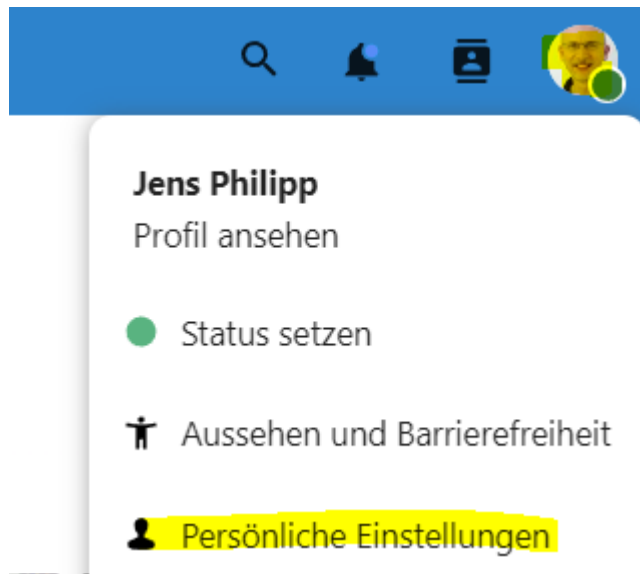 Jens Philipp
Profil ansehen
Status setzen
Aussehen und Barrierefreiheit
Persönliche Einstellungen